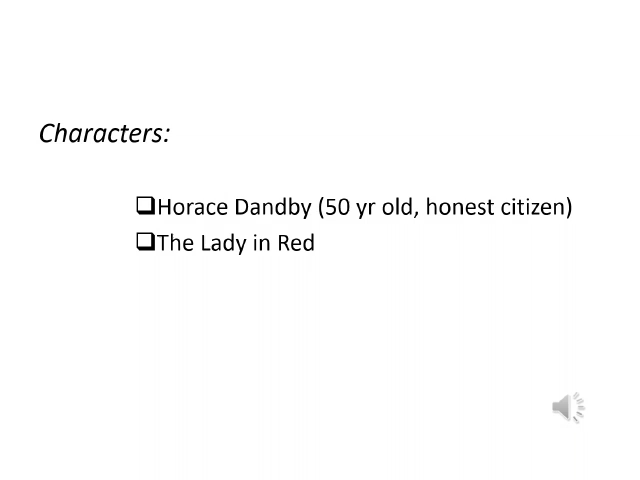 Characters:
Horace Dandby (50 yr old, honest citizen)
The Lady in Red